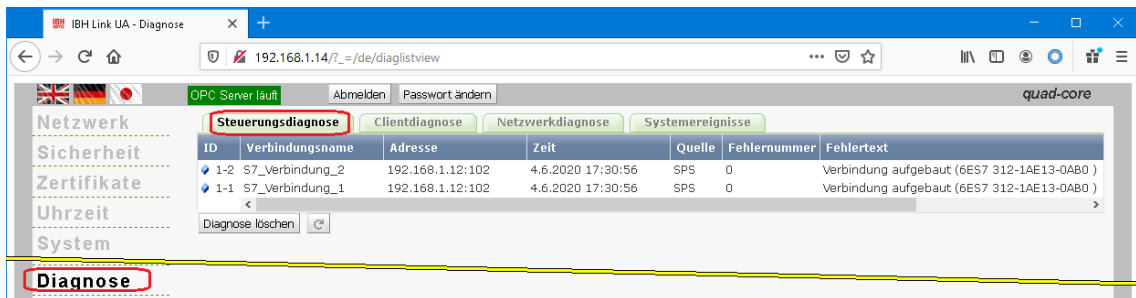 IBH Link UA - Diagnose
192.168.1.14/?_=/de/diaglistview
OPC Server läuft Abmelden Passwort ändern quad-core
Netzwerk
Sicherheit
Zertifikate
Uhrzeit
System
Diagnose
Steuerungsdiagnose Clientdiagnose Netzwerkdiagnose Systemereignisse
ID Verbindungsname Adresse Zeit Quelle Fehlernummer Fehlertext
1-2 S7_Verbindung_2 192.168.1.12:102 4.6.2020 17:30:56 SPS 0 Verbindung aufgebaut (6ES7 312-1AE13-0AB0 )
1-1 S7_Verbindung_1 192.168.1.12:102 4.6.2020 17:30:56 SPS 0 Verbindung aufgebaut (6ES7 312-1AE13-0AB0 )
Diagnose löschen